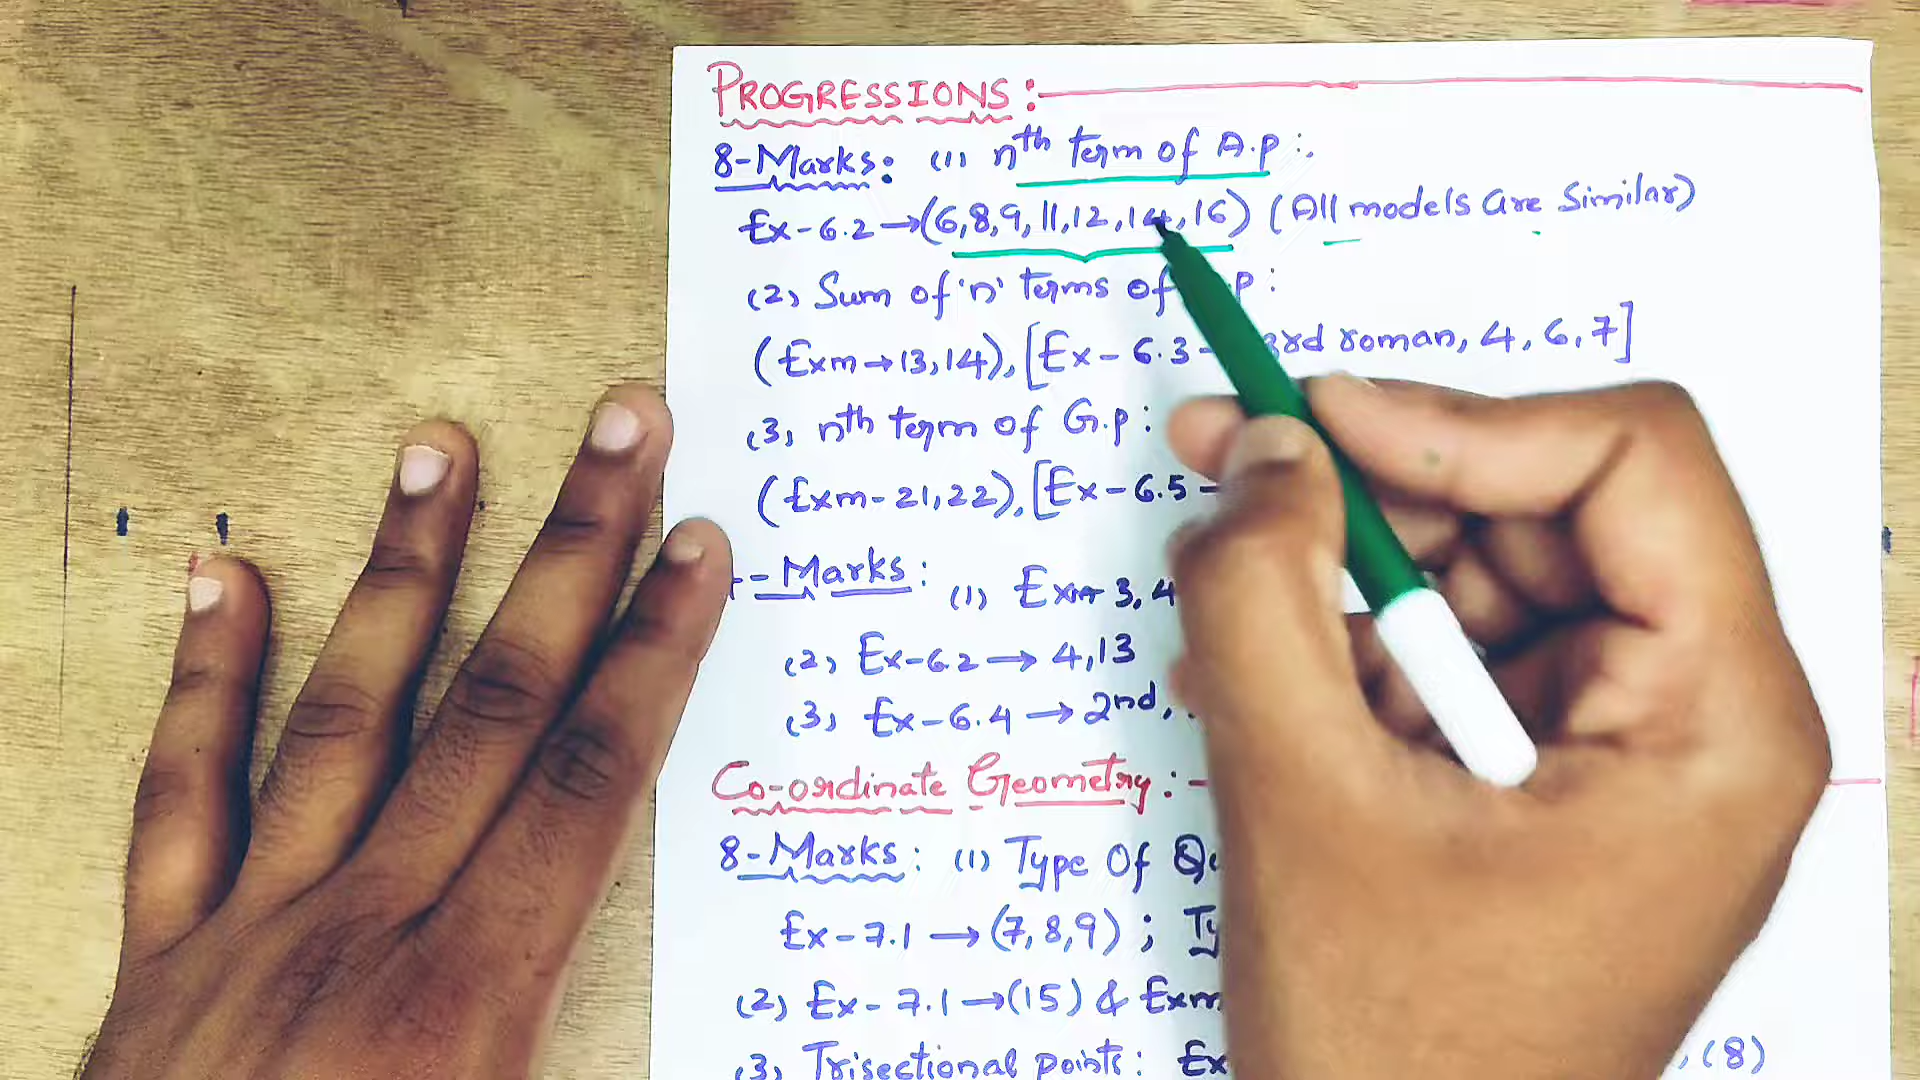 PROGRESSIONS:
8-Marks: (1) nth term of A.p :.
Ex-6.2→(6,8,9,11,12,14,16) (All models are Similar)
(2) Sum of 'n' terms of p :
(Exm→13,14), [Ex-6.3- 3rd roman, 4, 6, 7]
(3) nth term of G.p :
(Exm-21,22), [Ex-6.5-
-Marks: (1) Exm 3, 4
(2) Ex-6.2→ 4,13
(3) Ex-6.4→ 2nd,
Co-ordinate Geometry: -
8-Marks: (1) Type Of
Ex-7.1→(7,8,9) ;
(2) Ex-7.1→(15) & Exm
(3) Trisectional points: Ex , (8)